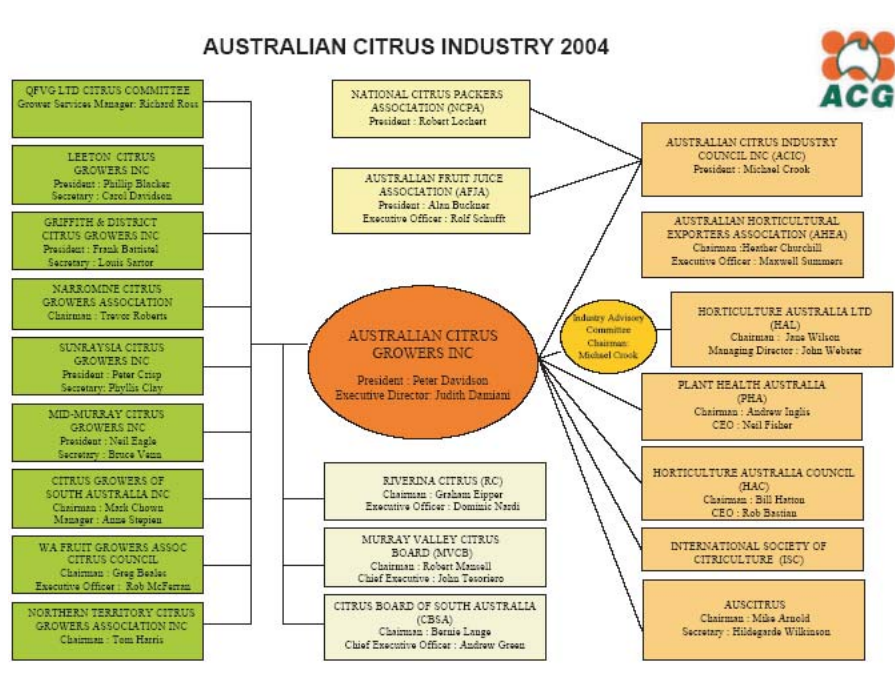 AUSTRALIAN CITRUS INDUSTRY 2004
ACG
QFVG LTD CITRUS COMMITTEE
Grower Services Manager: Richard Ross
LEETON CITRUS
GROWERS INC
President : Phillip Blacker
Secretary : Carol Davidson
GRIFFITH & DISTRICT
CITRUS GROWERS INC
President : Frank Battistel
Secretary : Louis Sartor
NARROMINE CITRUS
GROWERS ASSOCIATION
Chairman : Trevor Roberts
SUNRAYSIA CITRUS
GROWERS INC
President : Peter Crisp
Secretary: Phyllis Clay
MID-MURRAY CITRUS
GROWERS INC
President : Neil Eagle
Secretary : Bruce Venn
CITRUS GROWERS OF
SOUTH AUSTRALIA INC
Chairman : Mark Chown
Manager : Anne Stepien
WA FRUIT GROWERS ASSOC
CITRUS COUNCIL
Chairman : Greg Beales
Executive Officer : Rob McFerran
NORTHERN TERRITORY CITRUS
GROWERS ASSOCIATION INC
Chairman : Tom Harris
NATIONAL CITRUS PACKERS
ASSOCIATION (NCPA)
President : Robert Lochert
AUSTRALIAN FRUIT JUICE
ASSOCIATION (AFJA)
President : Alan Buckner
Executive Officer : Rolf Schufft
AUSTRALIAN CITRUS
GROWERS INC
President : Peter Davidson
Executive Director: Judith Damiani
RIVERINA CITRUS (RC)
Chairman : Graham Eipper
Executive Officer : Dominic Nardi
MURRAY VALLEY CITRUS
BOARD (MVCB)
Chairman : Robert Mansell
Chief Executive : John Tesoriero
CITRUS BOARD OF SOUTH AUSTRALIA
(CBSA)
Chairman : Bernie Lange
Chief Executive Officer : Andrew Green
AUSTRALIAN CITRUS INDUSTRY
COUNCIL INC (ACIC)
President : Michael Crook
AUSTRALIAN HORTICULTURAL
EXPORTERS ASSOCIATION (AHEA)
Chairman :Heather Churchill
Executive Officer : Maxwell Summers
Industry Advisory
Committee
Chairman:
Michael Crook
HORTICULTURE AUSTRALIA LTD
(HAL)
Chairman : Jane Wilson
Managing Director : John Webster
PLANT HEALTH AUSTRALIA
(PHA)
Chairman : Andrew Inglis
CEO : Neil Fisher
HORTICULTURE AUSTRALIA COUNCIL
(HAC)
Chairman : Bill Hatton
CEO : Rob Bastian
INTERNATIONAL SOCIETY OF
CITRICULTURE (ISC)
AUSCITRUS
Chairman : Mike Arnold
Secretary : Hildegarde Wilkinson